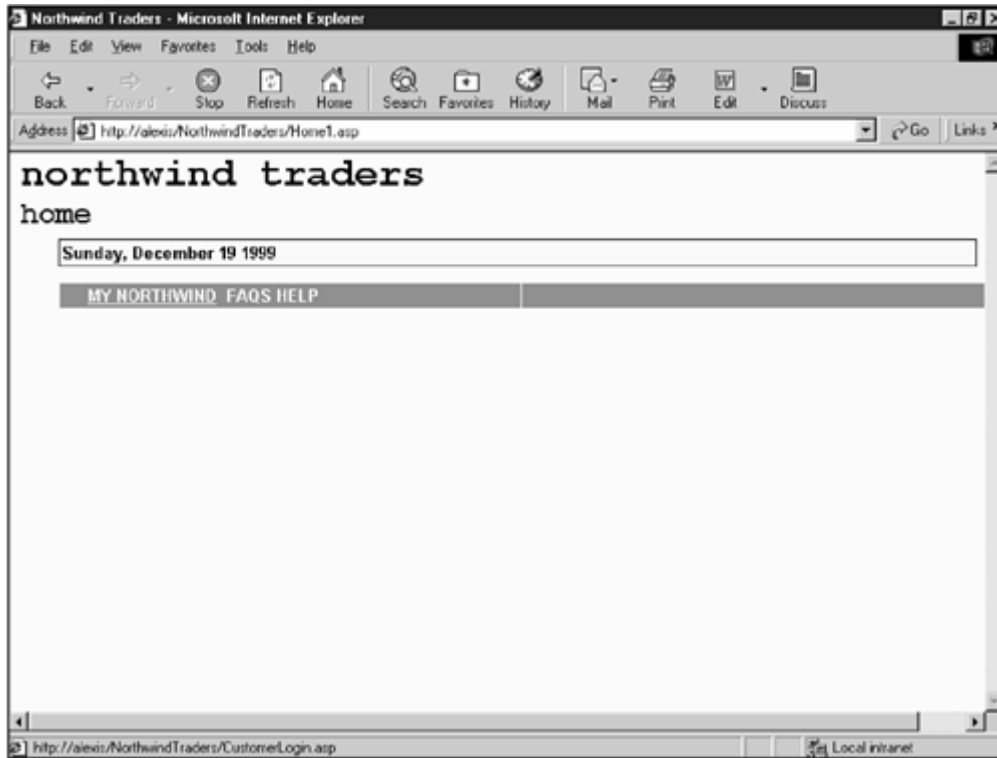 Northwind Traders - Microsoft Internet Explorer
File Edit View Favorites Tools Help
Back Forward Stop Refresh Home Search Favorites History Mail Print Edit Discuss
Address http://alexis/NorthwindTraders/Home1.asp Go Links
northwind traders
home
Sunday, December 19 1999
MY NORTHWIND FAQS HELP
http://alexis/NorthwindTraders/CustomerLogin.asp Local intranet